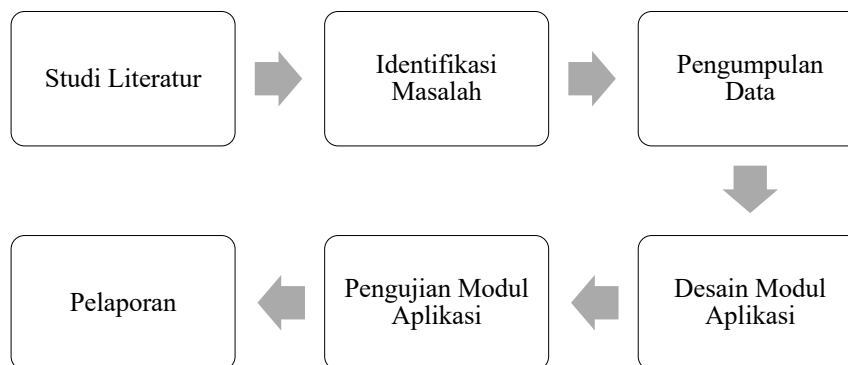 Studi Literatur
Identifikasi
Masalah
Pengumpulan
Data
Desain Modul
Aplikasi
Pengujian Modul
Aplikasi
Pelaporan